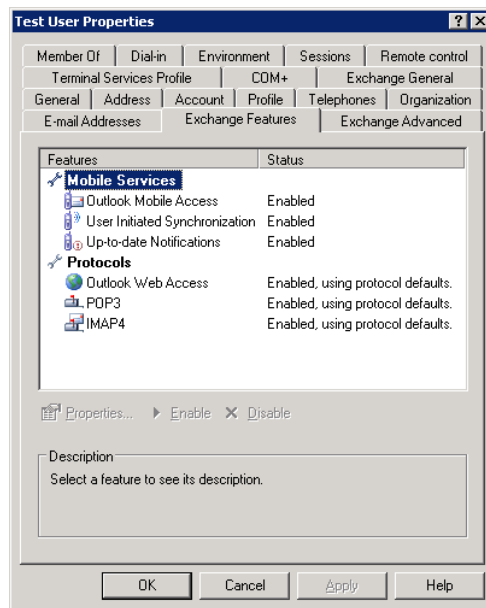 Test User Properties
Member Of Dial-in Environment Sessions Remote control
Terminal Services Profile COM+ Exchange General
General Address Account Profile Telephones Organization
E-mail Addresses Exchange Features Exchange Advanced
Features Status
Mobile Services
Outlook Mobile Access Enabled
User Initiated Synchronization Enabled
Up-to-date Notifications Enabled
Protocols
Outlook Web Access Enabled, using protocol defaults.
POP3 Enabled, using protocol defaults.
IMAP4 Enabled, using protocol defaults.
Properties... Enable Disable
Description
Select a feature to see its description.
OK Cancel Apply Help